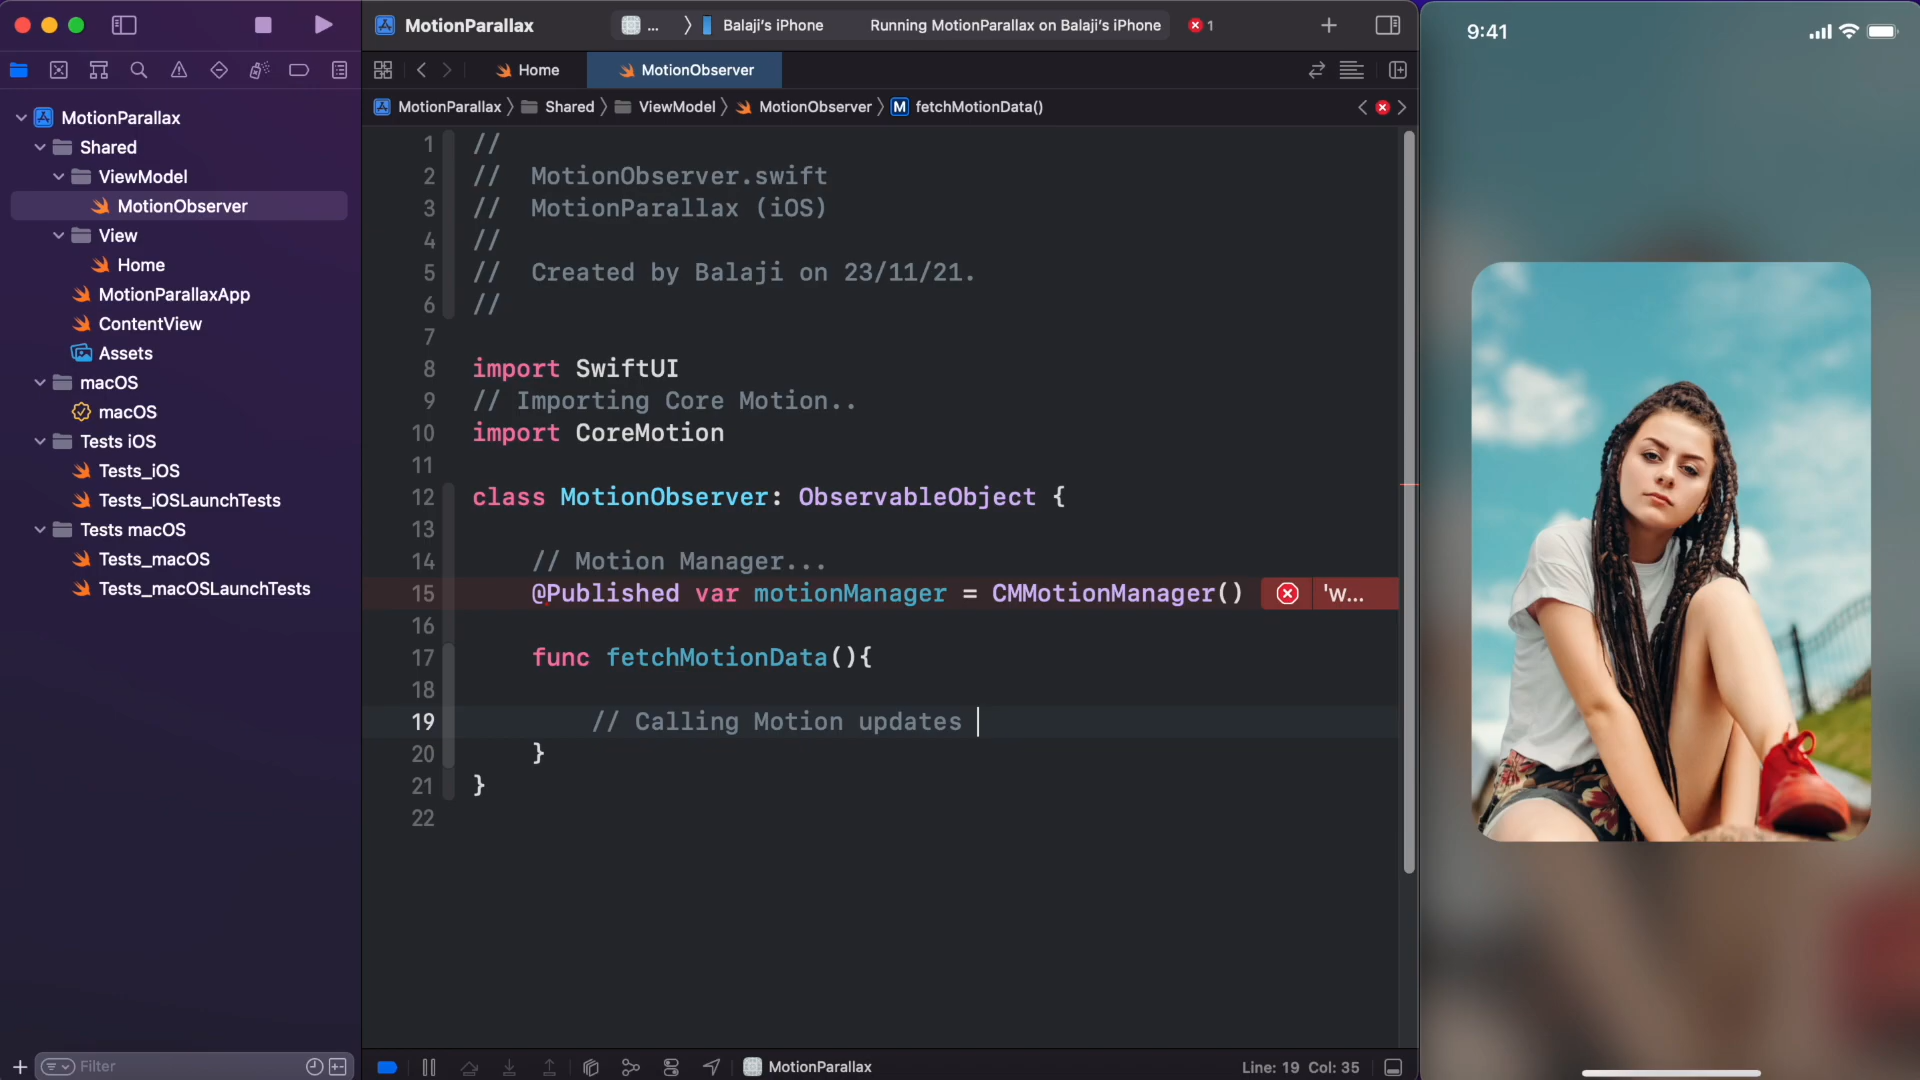 MotionParallax
...
Balaji's iPhone
Running MotionParallax on Balaji's iPhone
1
Home
MotionObserver
MotionParallax
Shared
ViewModel
MotionObserver
M
fetchMotionData()
MotionParallax
Shared
ViewModel
MotionObserver
View
Home
MotionParallaxApp
ContentView
Assets
macOS
macOS
Tests iOS
Tests_iOS
Tests_iOSLaunchTests
Tests macOS
Tests_macOS
Tests_macOSLaunchTests
Filter
1 //
2 //  MotionObserver.swift
3 //  MotionParallax (iOS)
4 //
5 //  Created by Balaji on 23/11/21.
6 //
7
8 import SwiftUI
9 // Importing Core Motion..
10 import CoreMotion
11
12 class MotionObserver: ObservableObject {
13
14     // Motion Manager...
15     @Published var motionManager = CMMotionManager() 'w...
16
17     func fetchMotionData(){
18
19         // Calling Motion updates
20     }
21 }
22
MotionParallax
Line: 19 Col: 35
9:41